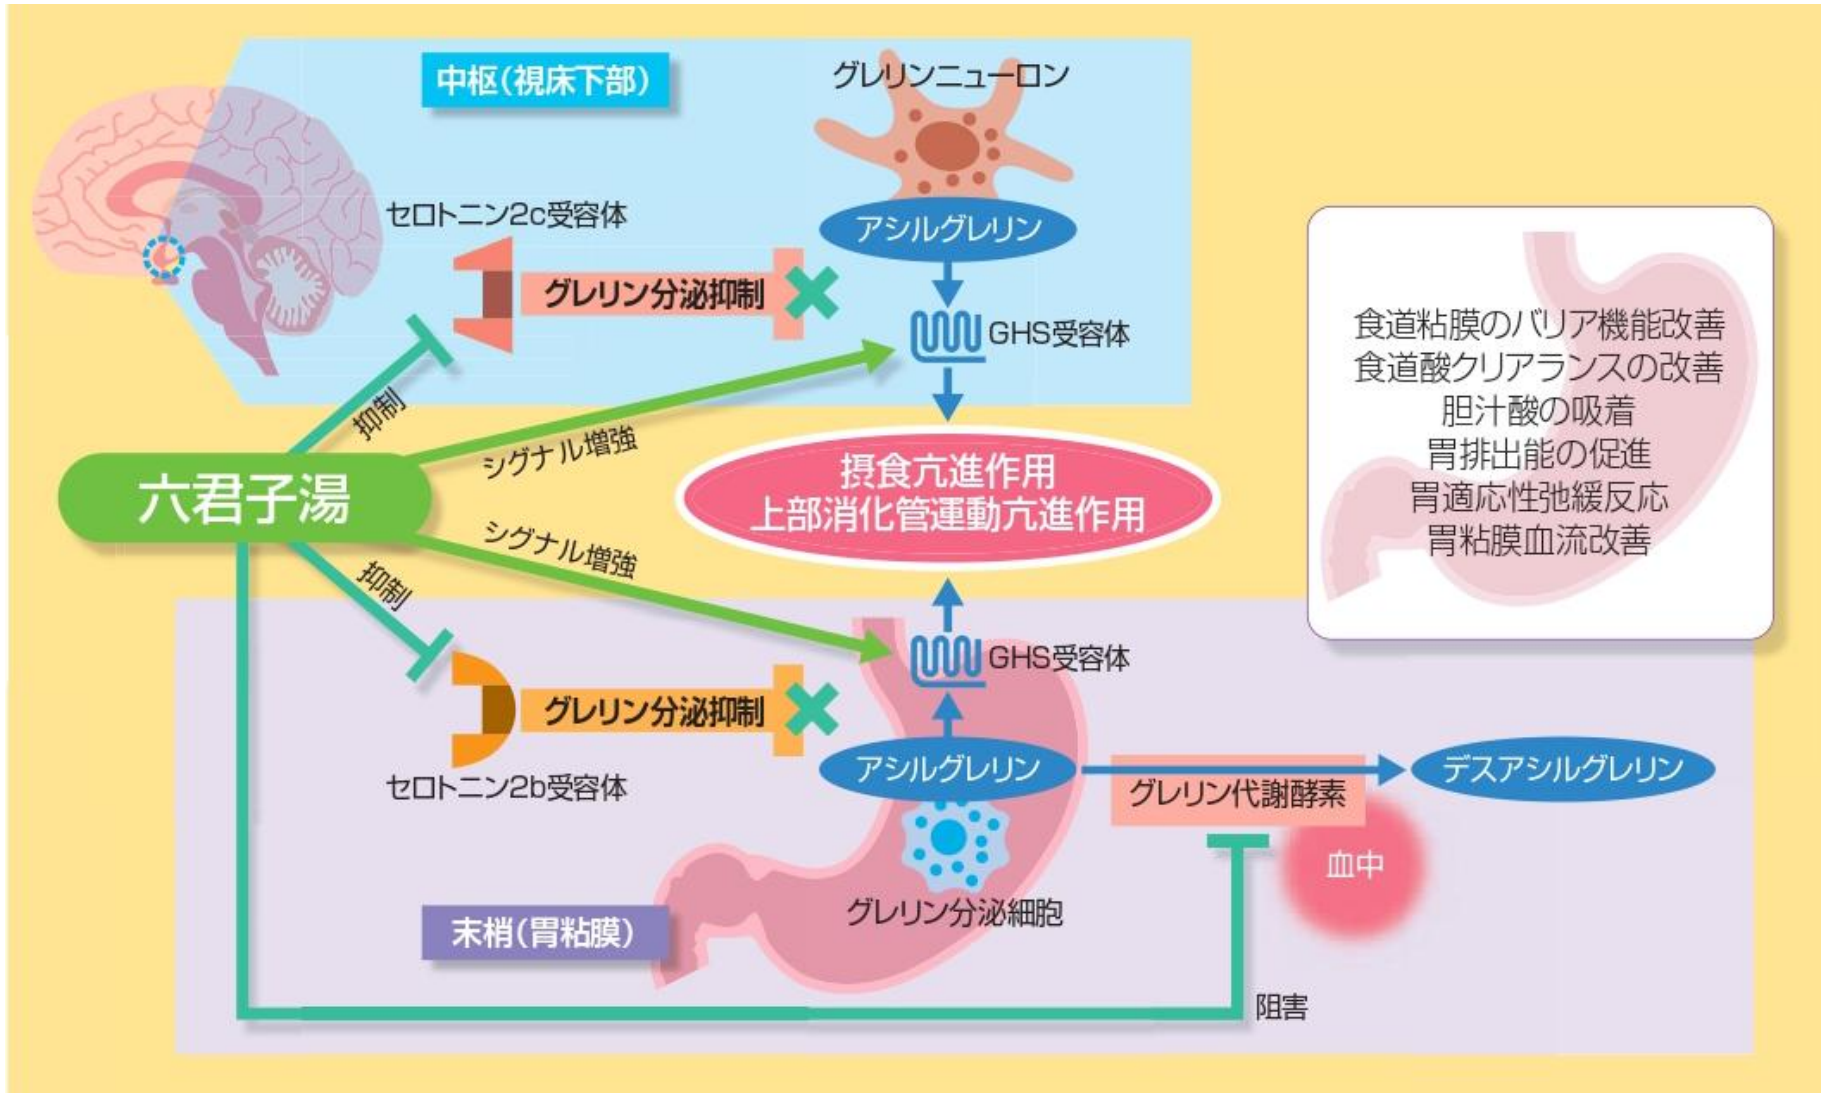 中枢(視床下部)
グレリンニューロン
セロトニン2c受容体
アシルグレリン
グレリン分泌抑制
GHS受容体
抑制
シグナル増強
六君子湯
摂食亢進作用
上部消化管運動亢進作用
シグナル増強
抑制
GHS受容体
グレリン分泌抑制
セロトニン2b受容体
アシルグレリン
デスアシルグレリン
グレリン代謝酵素
血中
グレリン分泌細胞
末梢(胃粘膜)
阻害
食道粘膜のバリア機能改善
食道酸クリアランスの改善
胆汁酸の吸着
胃排出能の促進
胃適応性弛緩反応
胃粘膜血流改善